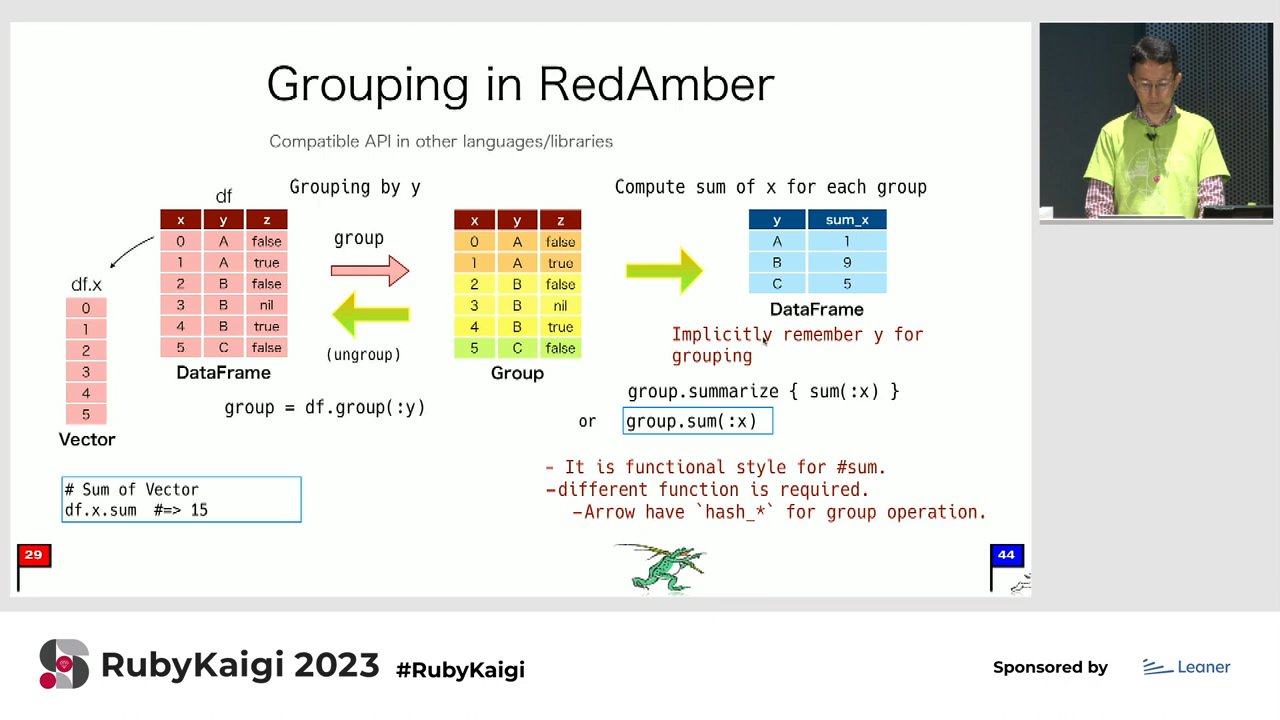 Grouping in RedAmber
Compatible API in other languages/libraries
df
Grouping by y
Compute sum of x for each group
x y z
0 A false
1 A true
2 B false
3 B nil
4 B true
5 C false
DataFrame
df.x
0
1
2
3
4
5
Vector
group
(ungroup)
group = df.group(:y)
x y z
0 A false
1 A true
2 B false
3 B nil
4 B true
5 C false
Group
y sum_x
A 1
B 9
C 5
DataFrame
Implicitly remember y for
grouping
group.summarize { sum(:x) }
or group.sum(:x)
- It is functional style for #sum.
-different function is required.
-Arrow have `hash_*` for group operation.
# Sum of Vector
df.x.sum #=> 15
29
44
RubyKaigi 2023 #RubyKaigi
Sponsored by Leaner